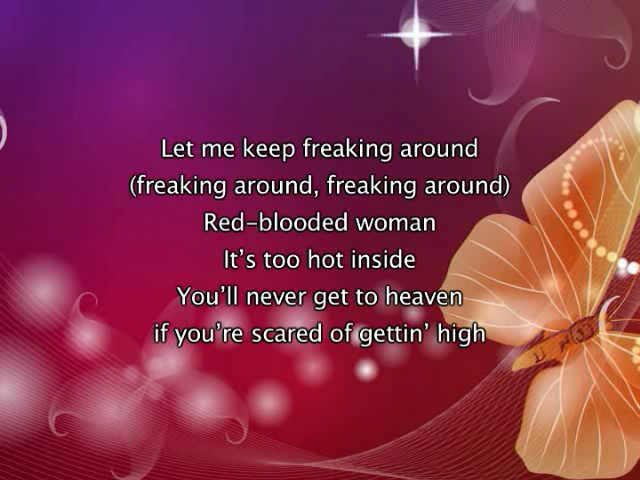 Let me keep freaking around
(freaking around, freaking around)
Red-blooded woman
It's too hot inside
You'll never get to heaven
if you're scared of gettin' high